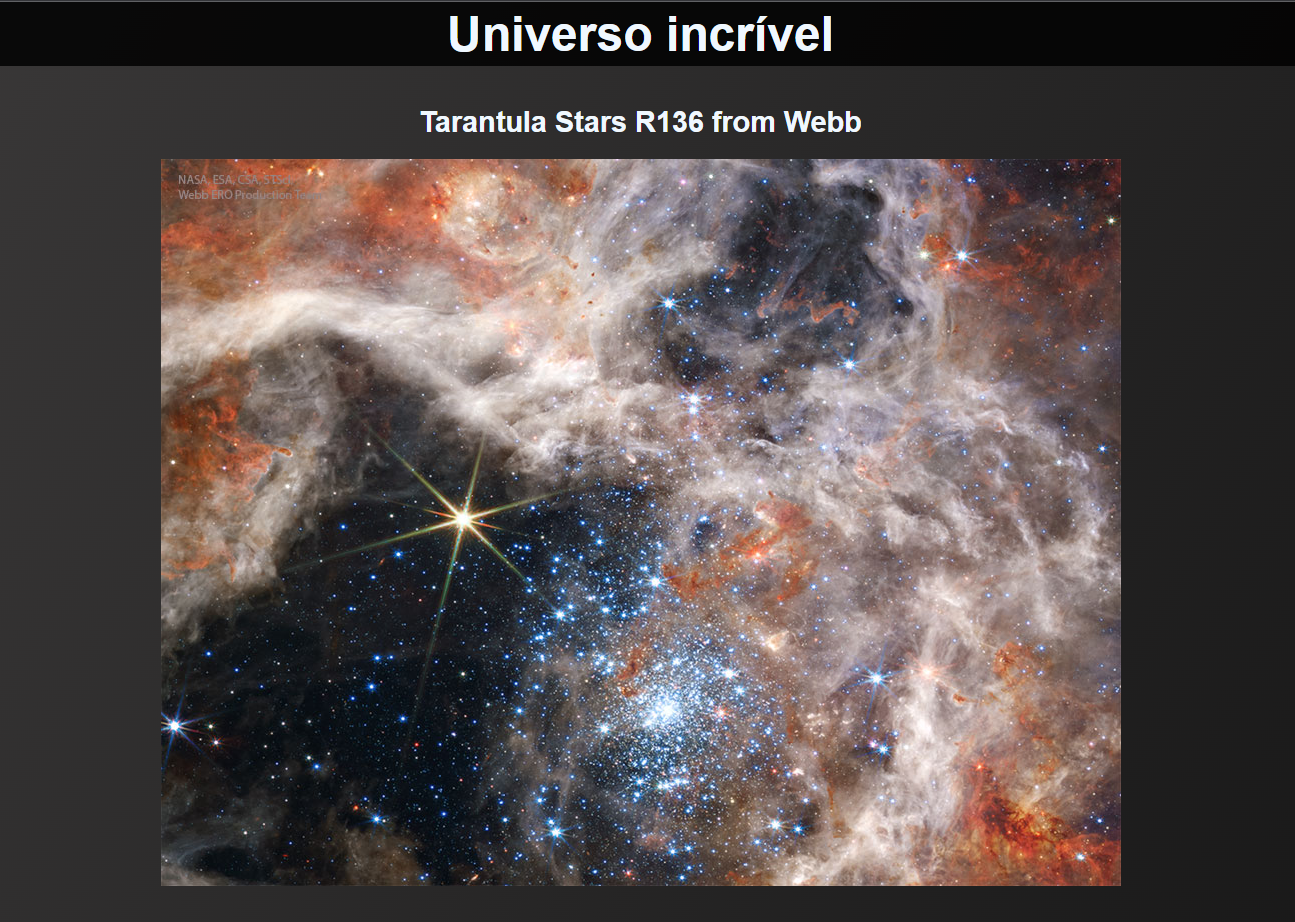 Universo incrível
Tarantula Stars R136 from Webb
NASA, ESA, CSA, STScI
Webb ERO Production Team